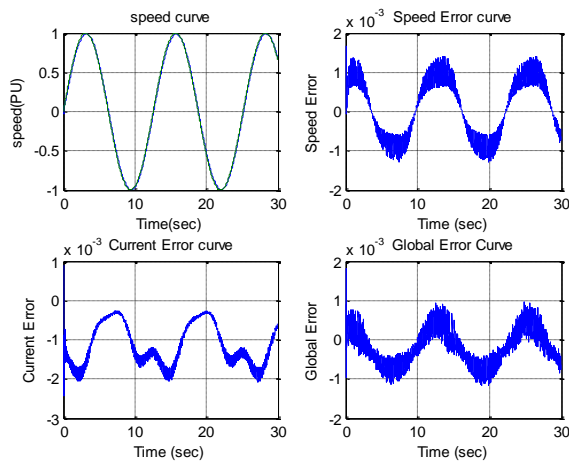 speed curve
1
0.5
0
-0.5
-1
speed(PU)
0 10 20 30
Time(sec)
x 10^-3 Speed Error curve
2
1
0
-1
-2
Speed Error
0 10 20 30
Time (sec)
x 10^-3 Current Error curve
1
0
-1
-2
-3
Current Error
0 10 20 30
Time (sec)
x 10^-3 Global Error Curve
2
1
0
-1
-2
Global Error
0 10 20 30
Time (sec)